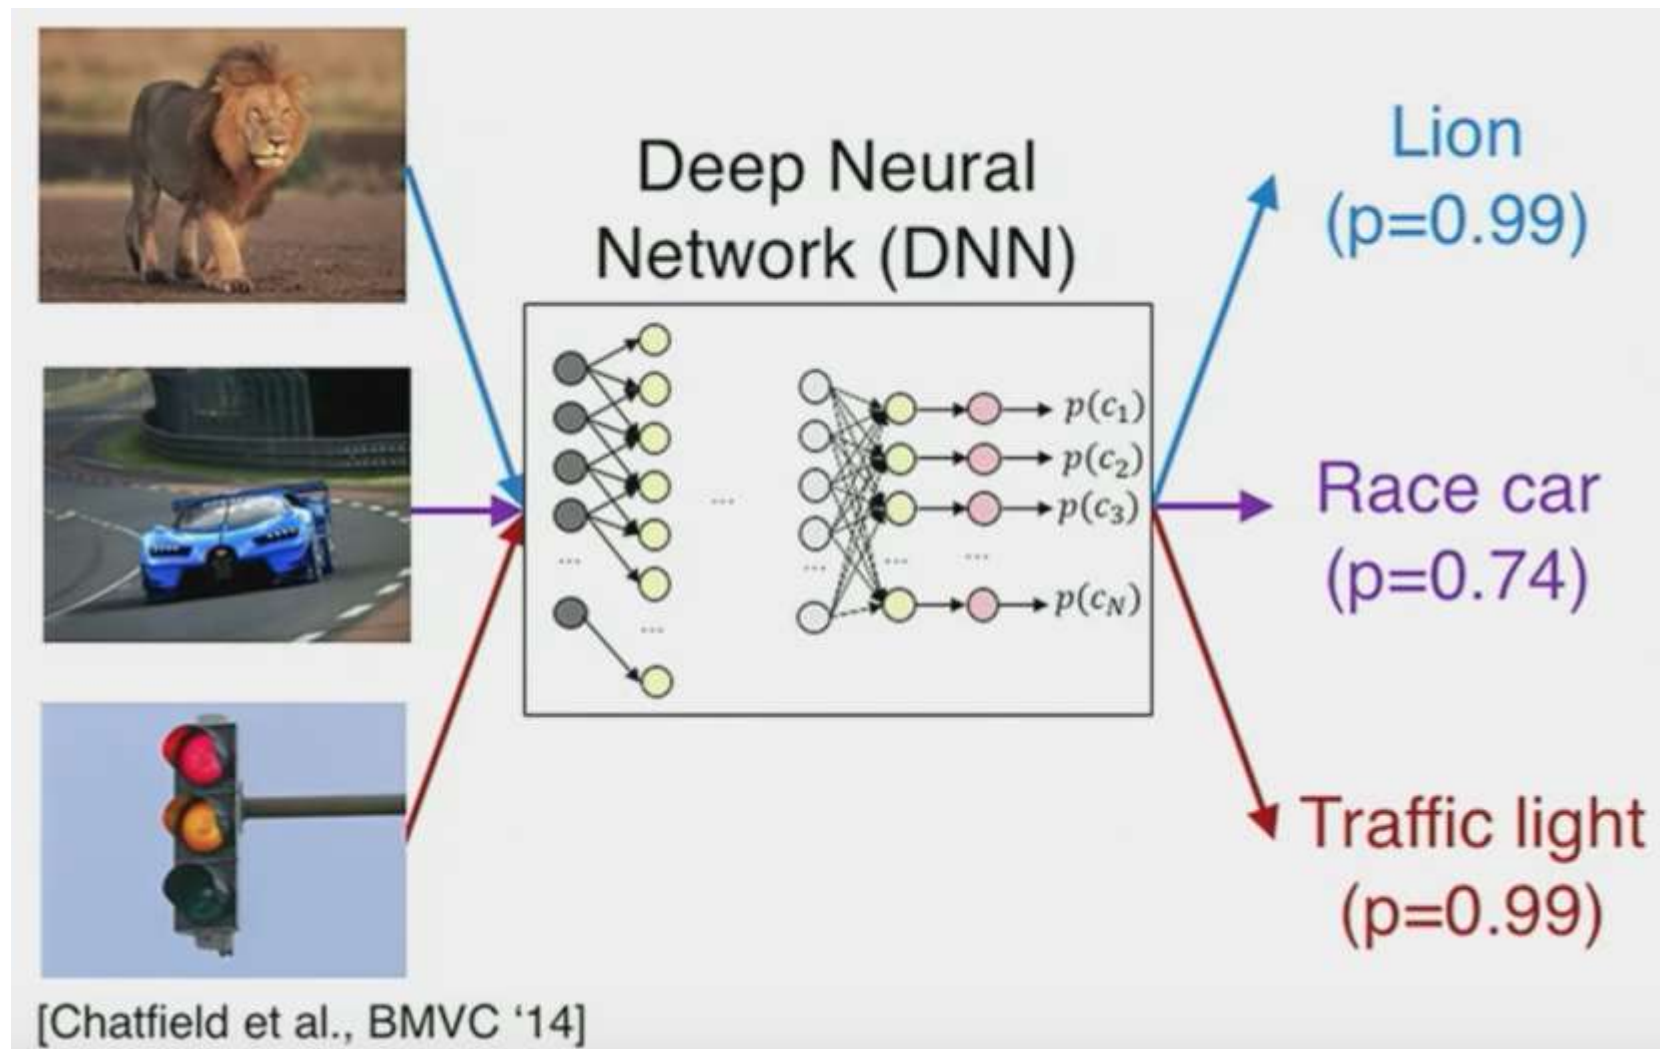 Deep Neural
Network (DNN)
Lion
(p=0.99)
Race car
(p=0.74)
Traffic light
(p=0.99)
p(c₁)
p(c₂)
...
p(c₃)
...
...
...
...
p(c_N)
...
[Chatfield et al., BMVC ‘14]